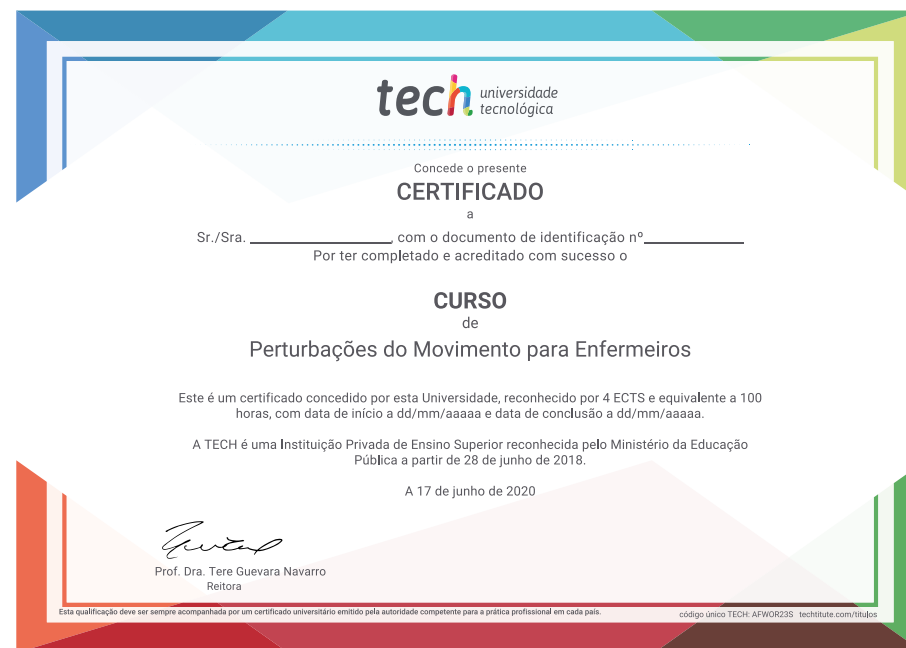 tech universidade
tecnológica
Concede o presente
CERTIFICADO
a
Sr./Sra. ____________________, com o documento de identificação nº______________
Por ter completado e acreditado com sucesso o
CURSO
de
Perturbações do Movimento para Enfermeiros
Este é um certificado concedido por esta Universidade, reconhecido por 4 ECTS e equivalente a 100
horas, com data de início a dd/mm/aaaaa e data de conclusão a dd/mm/aaaaa.
A TECH é uma Instituição Privada de Ensino Superior reconhecida pelo Ministério da Educação
Pública a partir de 28 de junho de 2018.
A 17 de junho de 2020
Prof. Dra. Tere Guevara Navarro
Reitora
Esta qualificação deve ser sempre acompanhada por um certificado universitário emitido pela autoridade competente para a prática profissional em cada país.
código único TECH: AFWOR23S techtitute.com/titulos